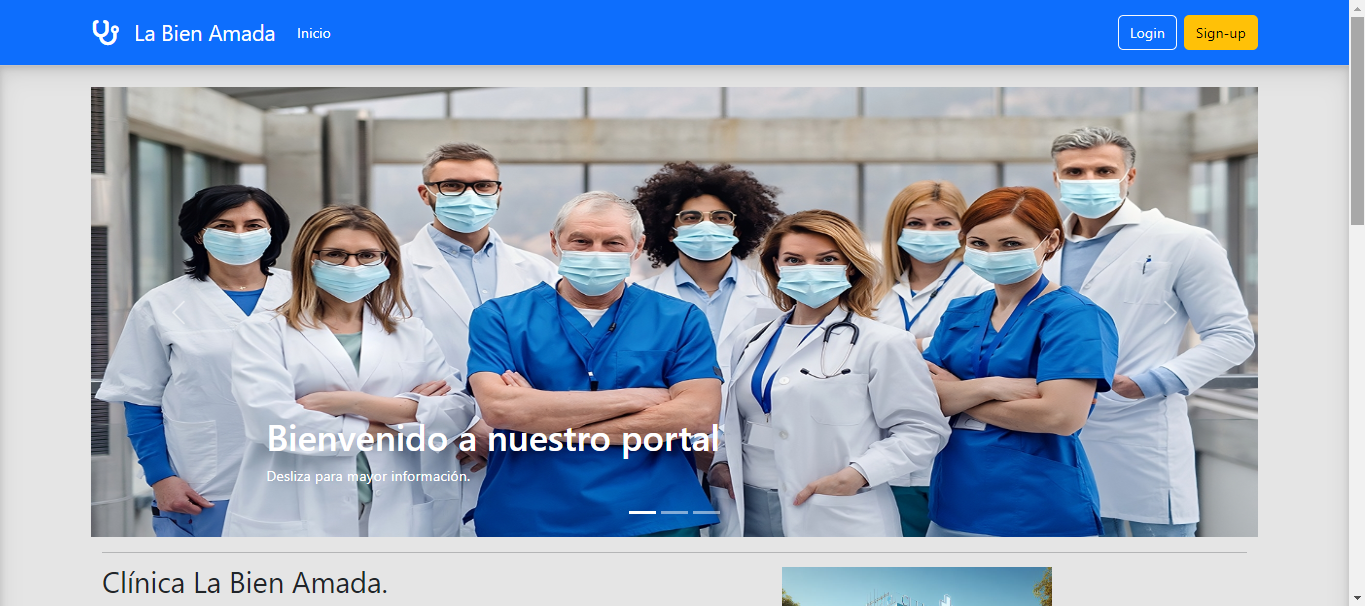 La Bien Amada
Inicio
Login
Sign-up
Bienvenido a nuestro portal
Desliza para mayor información.
Clínica La Bien Amada.